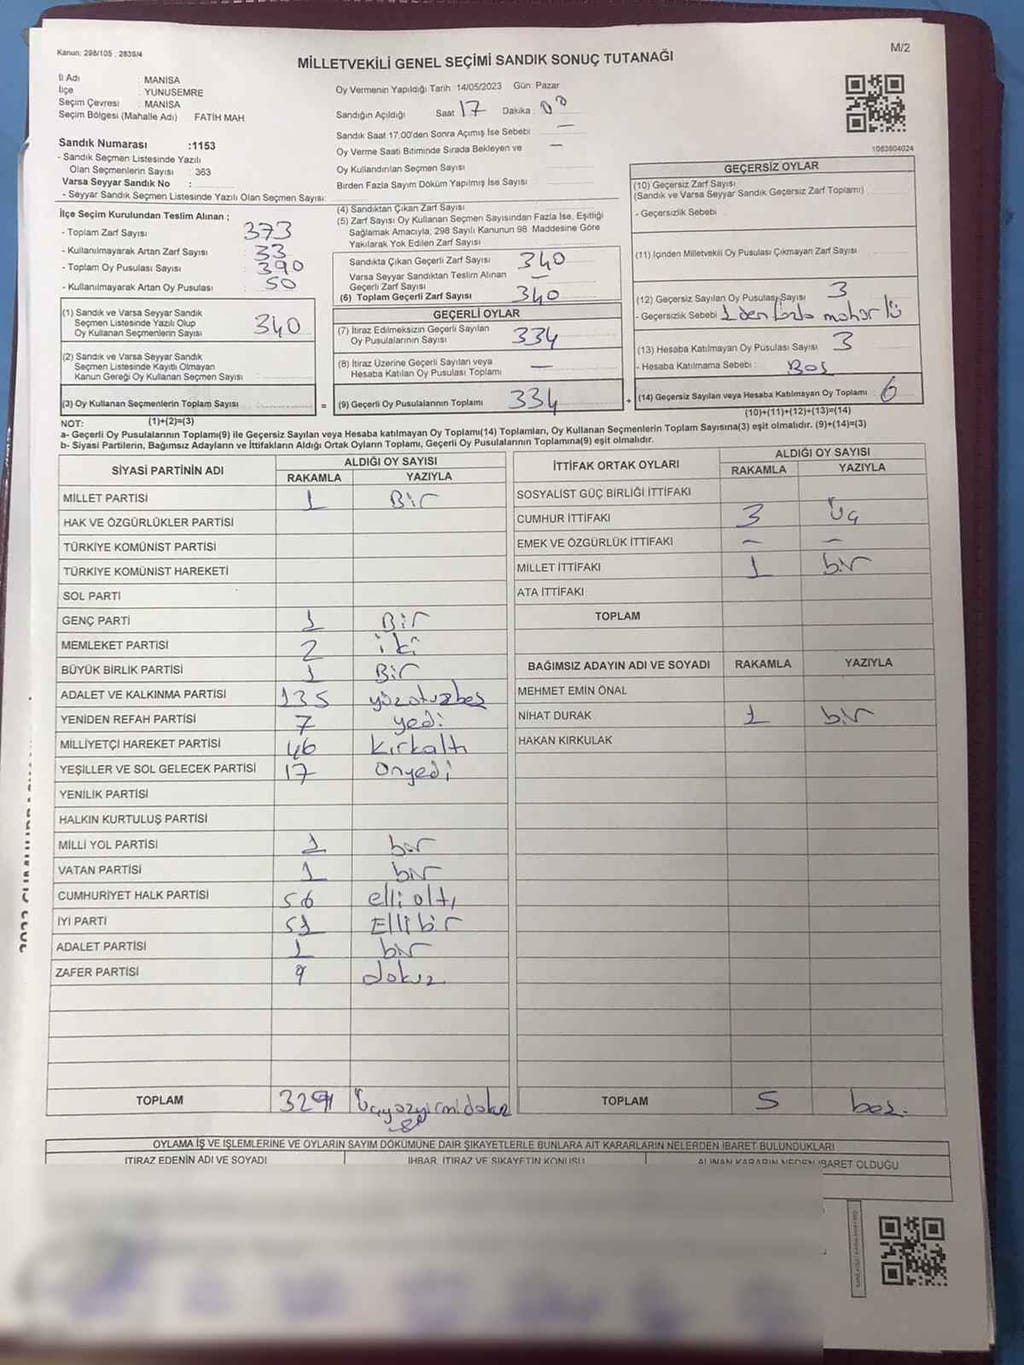 Kanun: 298/105 , 2839/4
M/2
MİLLETVEKİLİ GENEL SEÇİMİ SANDIK SONUÇ TUTANAĞI
İl Adı : MANİSA
İlçe : YUNUSEMRE
Seçim Çevresi : MANİSA
Seçim Bölgesi (Mahalle Adı) FATİH MAH
Sandık Numarası :1153
- Sandık Seçmen Listesinde Yazılı
Olan Seçmenlerin Sayısı : 363
Varsa Seyyar Sandık No :
- Seyyar Sandık Seçmen Listesinde Yazılı Olan Seçmen Sayısı:
Oy Vermenin Yapıldığı Tarih 14/05/2023 Gün: Pazar
Sandığın Açıldığı Saat 17 Dakika : 00
Sandık Saat 17.00'den Sonra Açımış İse Sebebi —
Oy Verme Saati Bitiminde Sırada Bekleyen ve —
Oy Kullandırılan Seçmen Sayısı
Birden Fazla Sayım Döküm Yapılmış İse Sayısı
1063804024
İlçe Seçim Kurulundan Teslim Alınan ;
- Toplam Zarf Sayısı 373
- Kullanılmayarak Artan Zarf Sayısı : 33
- Toplam Oy Pusulası Sayısı : 390
- Kullanılmayarak Artan Oy Pusulası : 50
(1) Sandık ve Varsa Seyyar Sandık
Seçmen Listesinde Yazılı Olup
Oy Kullanan Seçmenlerin Sayısı 340
(2) Sandık ve Varsa Seyyar Sandık
Seçmen Listesinde Kayıtlı Olmayan
Kanun Gereği Oy Kullanan Seçmen Sayısı
(3) Oy Kullanan Seçmenlerin Toplam Sayısı =
(1)+(2)=(3)
(4) Sandıktan Çıkan Zarf Sayısı
(5) Zarf Sayısı Oy Kullanan Seçmen Sayısından Fazla İse, Eşitliği
Sağlamak Amacıyla, 298 Sayılı Kanunun 98. Maddesine Göre
Yakılarak Yok Edilen Zarf Sayısı
Sandıkta Çıkan Geçerli Zarf Sayısı 340
Varsa Seyyar Sandıktan Teslim Alınan
Geçerli Zarf Sayısı —
(6) Toplam Geçerli Zarf Sayısı 340
GEÇERLİ OYLAR
(7) İtiraz Edilmeksizin Geçerli Sayılan
Oy Pusulalarının Sayısı 334
(8) İtiraz Üzerine Geçerli Sayılan veya
Hesaba Katılan Oy Pusulası Toplamı —
(9) Geçerli Oy Pusulalarının Toplamı 334 +
GEÇERSİZ OYLAR
(10) Geçersiz Zarf Sayısı
(Sandık ve Varsa Seyyar Sandık Geçersiz Zarf Toplamı)
- Geçersizlik Sebebi :
(11) İçinden Milletvekili Oy Pusulası Çıkmayan Zarf Sayısı
(12) Geçersiz Sayılan Oy Pusulası Sayısı 3
- Geçersizlik Sebebi 1 den fazla mühürlü
(13) Hesaba Katılmayan Oy Pusulası Sayısı 3
- Hesaba Katılmama Sebebi : Boş
(14) Geçersiz Sayılan veya Hesaba Katılmayan Oy Toplamı 6
(10)+(11)+(12)+(13)=(14)
NOT:
a- Geçerli Oy Pusulalarının Toplamı(9) ile Geçersiz Sayılan veya Hesaba katılmayan Oy Toplamı(14) Toplamları, Oy Kullanan Seçmenlerin Toplam Sayısına(3) eşit olmalıdır. (9)+(14)=(3)
b- Siyasi Partilerin, Bağımsız Adayların ve İttifakların Aldığı Ortak Oyların Toplamı, Geçerli Oy Pusulalarının Toplamına(9) eşit olmalıdır.
SİYASİ PARTİNİN ADI ALDIĞI OY SAYISI
RAKAMLA YAZIYLA
MİLLET PARTİSİ 1 Bir
HAK VE ÖZGÜRLÜKLER PARTİSİ
TÜRKİYE KOMÜNİST PARTİSİ
TÜRKİYE KOMÜNİST HAREKETİ
SOL PARTİ
GENÇ PARTİ 1 Bir
MEMLEKET PARTİSİ 2 iki
BÜYÜK BİRLİK PARTİSİ 1 Bir
ADALET VE KALKINMA PARTİSİ 135 yüzotuzbeş
YENİDEN REFAH PARTİSİ 7 yedi
MİLLİYETÇİ HAREKET PARTİSİ 46 kırkaltı
YEŞİLLER VE SOL GELECEK PARTİSİ 17 Onyedi
YENİLİK PARTİSİ
HALKIN KURTULUŞ PARTİSİ
MİLLİ YOL PARTİSİ 1 bir
VATAN PARTİSİ 1 bir
CUMHURİYET HALK PARTİSİ 56 elli altı
İYİ PARTİ 51 Ellibir
ADALET PARTİSİ 1 bir
ZAFER PARTİSİ 9 dokuz
TOPLAM 329 Üçyüzyirmidokuz
İTTİFAK ORTAK OYLARI ALDIĞI OY SAYISI
RAKAMLA YAZIYLA
SOSYALİST GÜÇ BİRLİĞİ İTTİFAKI
CUMHUR İTTİFAKI 3 Üç
EMEK VE ÖZGÜRLÜK İTTİFAKI — —
MİLLET İTTİFAKI 1 bir
ATA İTTİFAKI
TOPLAM
BAĞIMSIZ ADAYIN ADI VE SOYADI RAKAMLA YAZIYLA
MEHMET EMİN ÖNAL
NİHAT DURAK 1 bir
HAKAN KIRKULAK
TOPLAM 5 beş.
OYLAMA İŞ VE İŞLEMLERİNE VE OYLARIN SAYIM DÖKÜMÜNE DAİR ŞİKAYETLERLE BUNLARA AİT KARARLARIN NELERDEN İBARET BULUNDUKLARI
İTİRAZ EDENİN ADI VE SOYADI İHBAR, İTİRAZ VE ŞİKAYETİN KONUSU ALINAN KARARIN NEDEN İBARET OLDUĞU